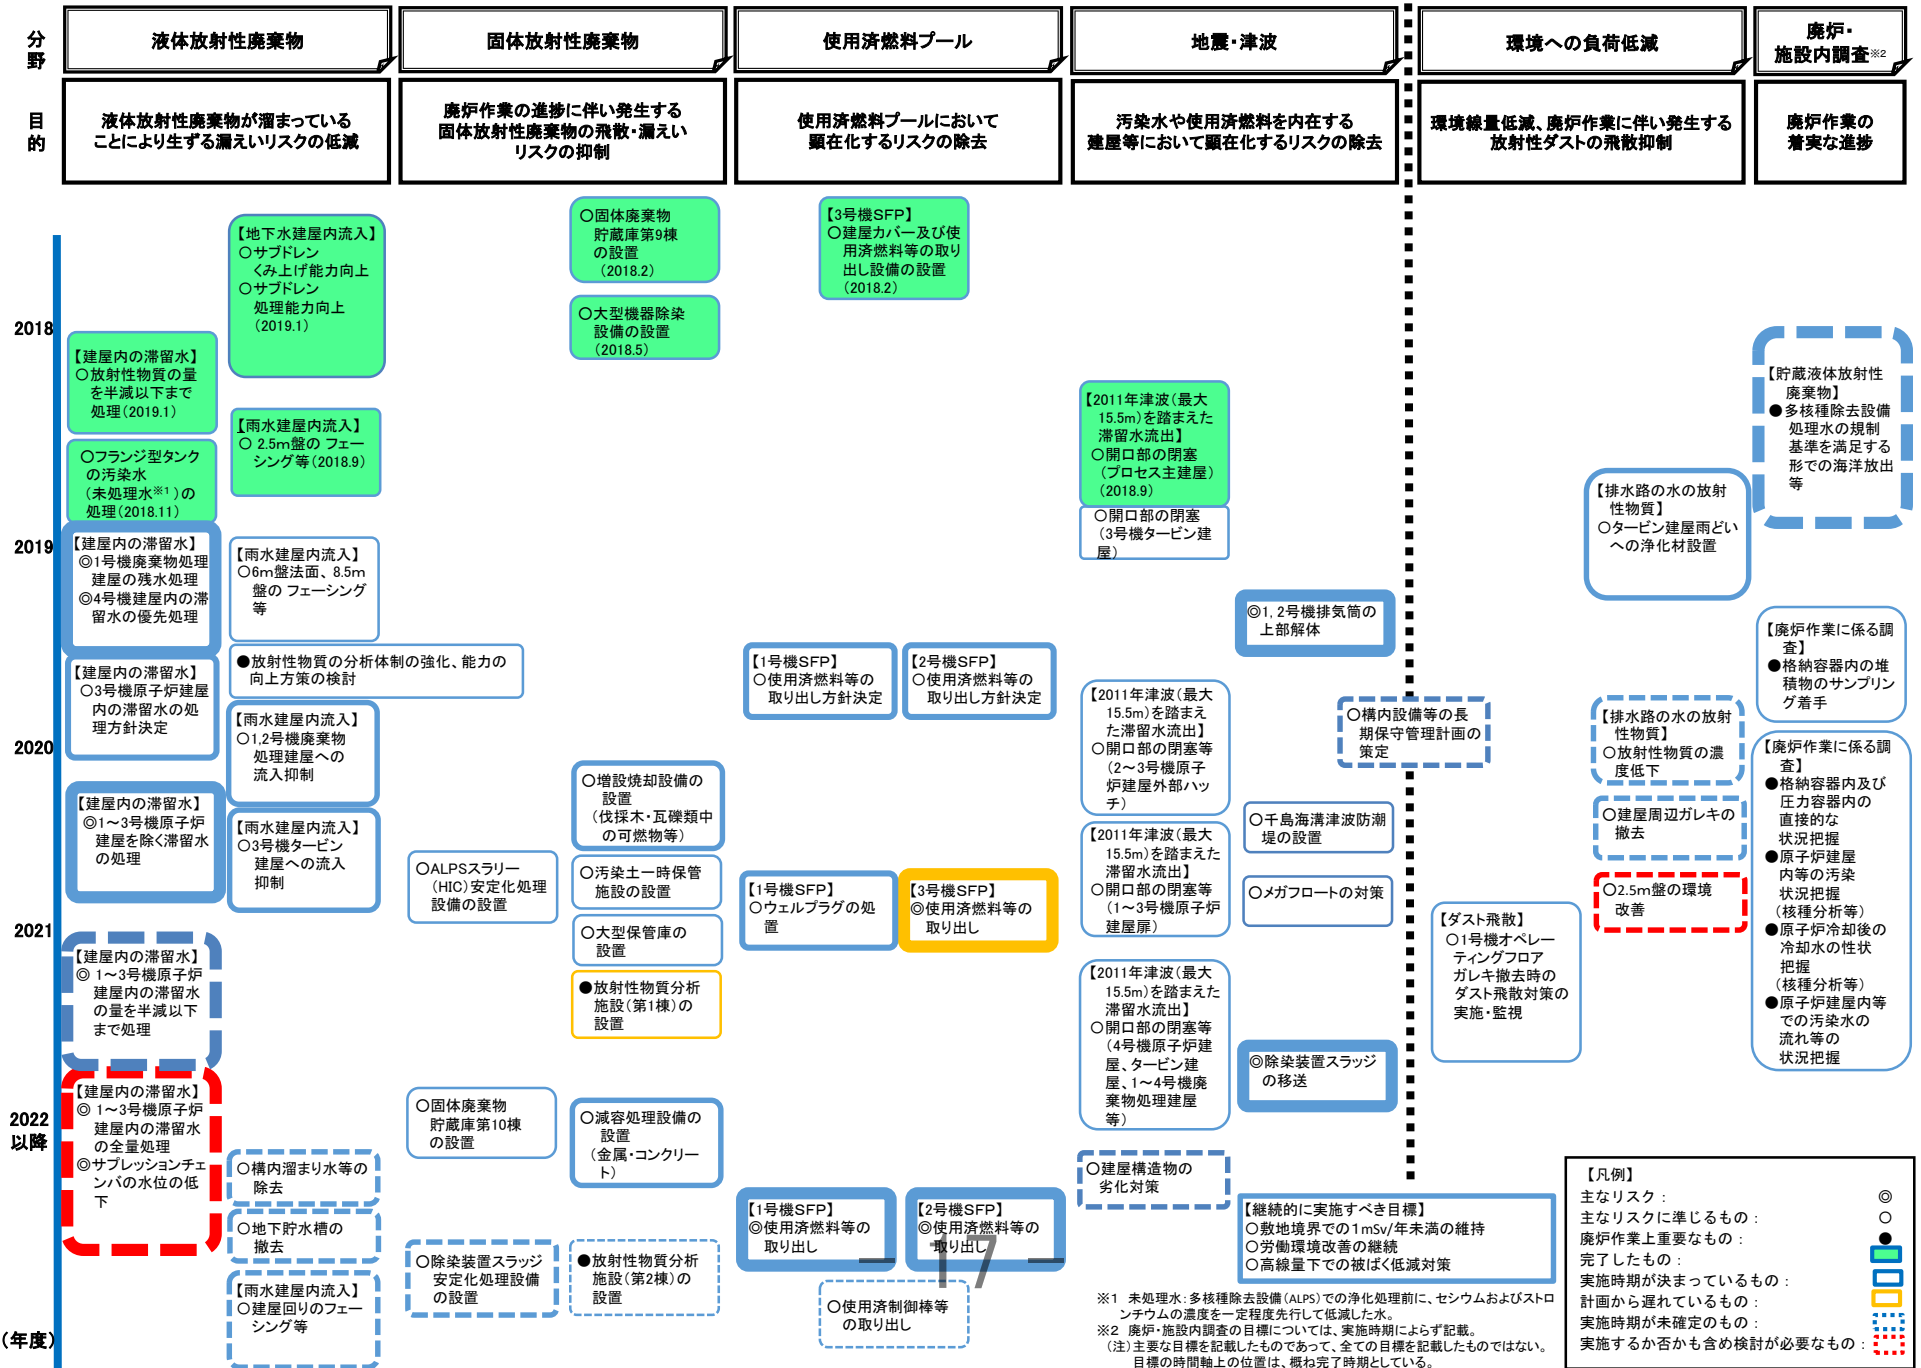 分野
液体放射性廃棄物
固体放射性廃棄物
使用済燃料プール
地震・津波
環境への負荷低減
廃炉・
施設内調査※2
目的
液体放射性廃棄物が溜まっている
ことにより生ずる漏えいリスクの低減
廃炉作業の進捗に伴い発生する
固体放射性廃棄物の飛散・漏えい
リスクの抑制
使用済燃料プールにおいて
顕在化するリスクの除去
汚染水や使用済燃料を内在する
建屋等において顕在化するリスクの除去
環境線量低減、廃炉作業に伴い発生する
放射性ダストの飛散抑制
廃炉作業の
着実な進捗
2018
2019
2020
2021
2022
以降
(年度)
【建屋内の滞留水】
○放射性物質の量
を半減以下まで
処理(2019.1)
○フランジ型タンク
の汚染水
(未処理水※1)の
処理(2018.11)
【建屋内の滞留水】
◎1号機廃棄物処理
建屋の残水処理
◎4号機建屋内の滞
留水の優先処理
【建屋内の滞留水】
○3号機原子炉建屋
内の滞留水の処
理方針決定
【建屋内の滞留水】
◎1～3号機原子炉
建屋を除く滞留水
の処理
【建屋内の滞留水】
◎ 1～3号機原子炉
建屋内の滞留水
の量を半減以下
まで処理
【建屋内の滞留水】
◎ 1～3号機原子炉
建屋内の滞留水
の全量処理
◎サプレッションチェ
ンバの水位の低
下
【地下水建屋内流入】
○サブドレン
くみ上げ能力向上
○サブドレン
処理能力向上
(2019.1)
【雨水建屋内流入】
○ 2.5m盤の フェー
シング等(2018.9)
【雨水建屋内流入】
○6m盤法面、8.5m
盤の フェーシング
等
●放射性物質の分析体制の強化、能力の
向上方策の検討
【雨水建屋内流入】
○1,2号機廃棄物
処理建屋への
流入抑制
【雨水建屋内流入】
○3号機タービン
建屋への流入
抑制
○構内溜まり水等の
除去
○地下貯水槽の
撤去
【雨水建屋内流入】
○建屋回りのフェー
シング等
○固体廃棄物
貯蔵庫第9棟
の設置
(2018.2)
○大型機器除染
設備の設置
(2018.5)
○増設焼却設備の
設置
(伐採木・瓦礫類中
の可燃物等)
○ALPSスラリー
(HIC)安定化処理
設備の設置
○汚染土一時保管
施設の設置
○大型保管庫の
設置
●放射性物質分析
施設(第1棟)の
設置
○固体廃棄物
貯蔵庫第10棟
の設置
○減容処理設備の
設置
(金属・コンクリー
ト)
○除染装置スラッジ
安定化処理設備
の設置
●放射性物質分析
施設(第2棟)の
設置
【3号機SFP】
○建屋カバー及び使
用済燃料等の取り
出し設備の設置
(2018.2)
【1号機SFP】
○使用済燃料等の
取り出し方針決定
【2号機SFP】
○使用済燃料等の
取り出し方針決定
【1号機SFP】
○ウェルプラグの処
置
【3号機SFP】
◎使用済燃料等の
取り出し
【1号機SFP】
◎使用済燃料等の
取り出し
【2号機SFP】
◎使用済燃料等の
取り出し
○使用済制御棒等
の取り出し
【2011年津波(最大
15.5m)を踏まえた
滞留水流出】
○開口部の閉塞
(プロセス主建屋)
(2018.9)
○開口部の閉塞
(3号機タービン建
屋)
◎1,2号機排気筒の
上部解体
【2011年津波(最大
15.5m)を踏まえ
た滞留水流出】
○開口部の閉塞等
(2～3号機原子
炉建屋外部ハッ
チ)
○構内設備等の長
期保守管理計画の
策定
○千島海溝津波防潮
堤の設置
【2011年津波(最大
15.5m)を踏まえた
滞留水流出】
○開口部の閉塞等
(1～3号機原子炉
建屋扉)
○メガフロートの対策
【2011年津波(最大
15.5m)を踏まえた
滞留水流出】
○開口部の閉塞等
(4号機原子炉建
屋、タービン建
屋、1～4号機廃
棄物処理建屋
等)
◎除染装置スラッジ
の移送
○建屋構造物の
劣化対策
【継続的に実施すべき目標】
○敷地境界での1mSv/年未満の維持
○労働環境改善の継続
○高線量下での被ばく低減対策
【排水路の水の放射
性物質】
○タービン建屋雨どい
への浄化材設置
【排水路の水の放射
性物質】
○放射性物質の濃
度低下
○建屋周辺ガレキの
撤去
○2.5m盤の環境
改善
【ダスト飛散】
○1号機オペレー
ティングフロア
ガレキ撤去時の
ダスト飛散対策の
実施・監視
【貯蔵液体放射性
廃棄物】
●多核種除去設備
処理水の規制
基準を満足する
形での海洋放出
等
【廃炉作業に係る調
査】
●格納容器内の堆
積物のサンプリン
グ着手
【廃炉作業に係る調
査】
●格納容器内及び
圧力容器内の
直接的な
状況把握
●原子炉建屋
内等の汚染
状況把握
(核種分析等)
●原子炉冷却後の
冷却水の性状
把握
(核種分析等)
●原子炉建屋内等
での汚染水の
流れ等の
状況把握
【凡例】
主なリスク： ◎
主なリスクに準じるもの： ○
廃炉作業上重要なもの： ●
完了したもの：
実施時期が決まっているもの：
計画から遅れているもの：
実施時期が未確定のもの：
実施するか否かも含め検討が必要なもの：
※1 未処理水：多核種除去設備(ALPS)での浄化処理前に、セシウムおよびストロ
ンチウムの濃度を一定程度先行して低減した水。
※2 廃炉・施設内調査の目標については、実施時期によらず記載。
(注)主要な目標を記載したものであって、全ての目標を記載したものではない。
目標の時間軸上の位置は、概ね完了時期としている。
— 17 —